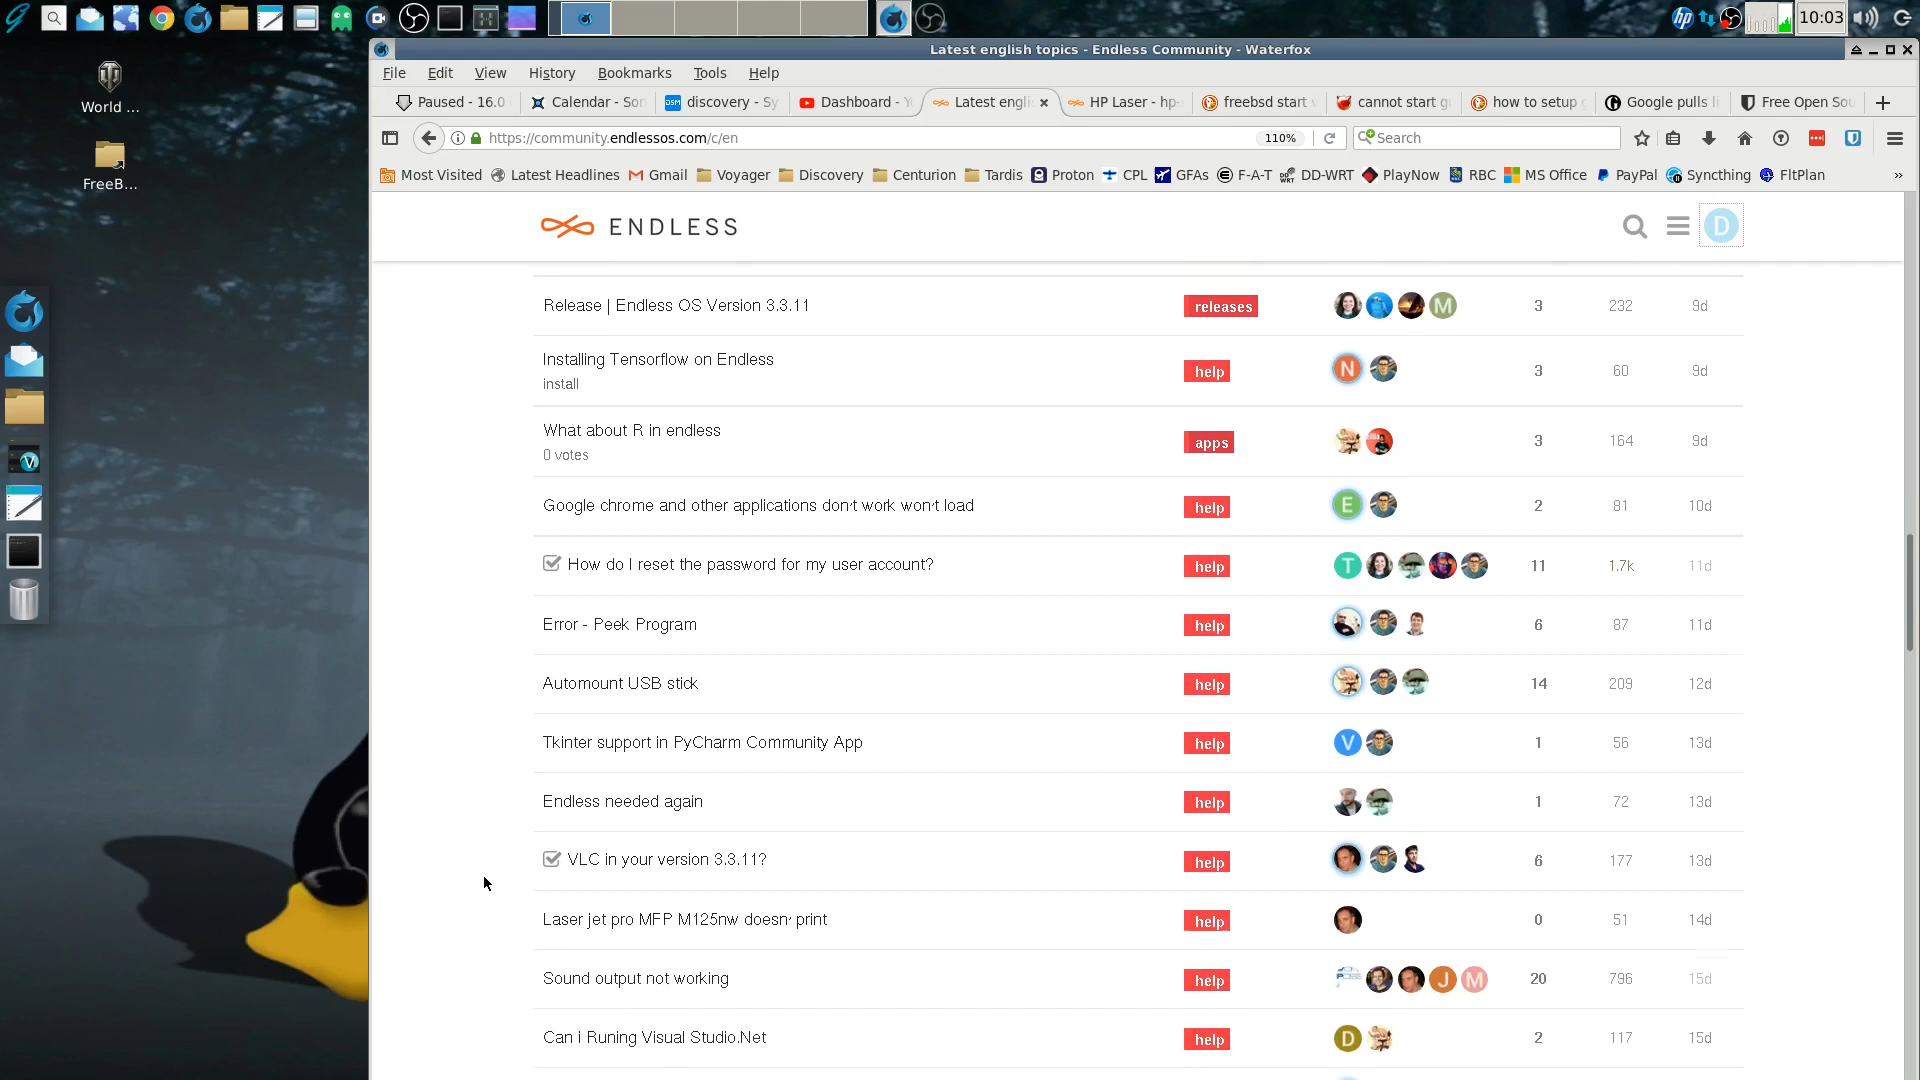 10:03
World ...
FreeB...
Latest english topics - Endless Community - Waterfox
File Edit View History Bookmarks Tools Help
Paused - 16.0 Calendar - Son discovery - Sy Dashboard - Y Latest engli HP Laser - hp- freebsd start cannot start g how to setup Google pulls li Free Open Sou
https://community.endlessos.com/c/en 110% Search
Most Visited Latest Headlines Gmail Voyager Discovery Centurion Tardis Proton CPL GFAs F-A-T DD-WRT PlayNow RBC MS Office PayPal Syncthing FltPlan »
ENDLESS D
Release | Endless OS Version 3.3.11 releases M 3 232 9d
Installing Tensorflow on Endless help N 3 60 9d
install
What about R in endless apps 3 164 9d
0 votes
Google chrome and other applications don't work won't load help E 2 81 10d
How do I reset the password for my user account? help T 11 1.7k 11d
Error - Peek Program help 6 87 11d
Automount USB stick help 14 209 12d
Tkinter support in PyCharm Community App help V 1 56 13d
Endless needed again help 1 72 13d
VLC in your version 3.3.11? help 6 177 13d
Laser jet pro MFP M125nw doesn' print help 0 51 14d
Sound output not working help J M 20 796 15d
Can i Runing Visual Studio.Net help D 2 117 15d